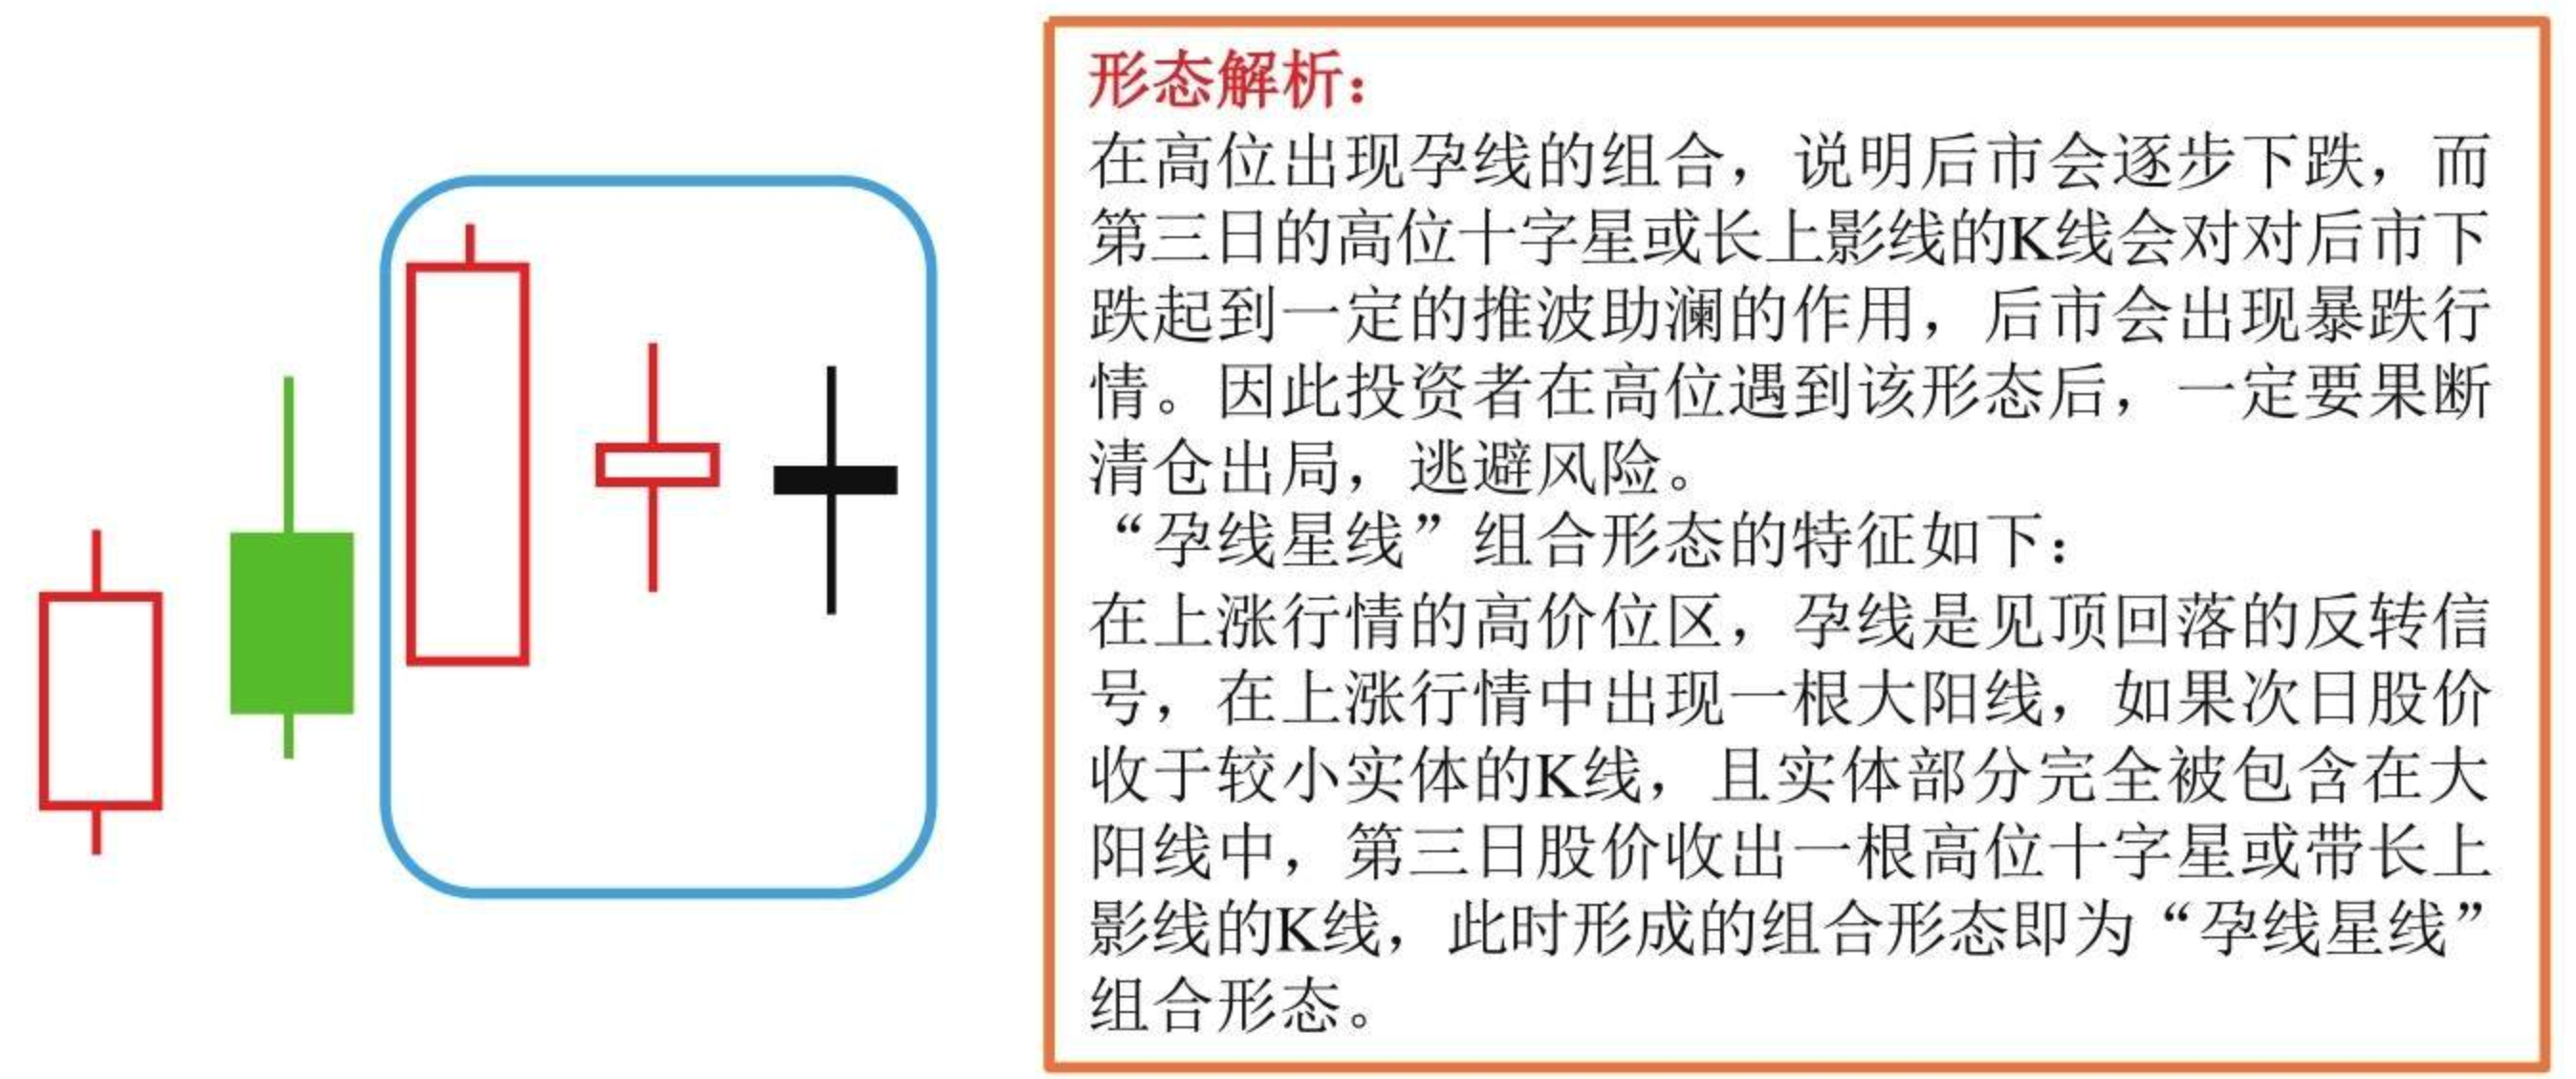 形态解析：
在高位出现孕线的组合，说明后市会逐步下跌，而
第三日的高位十字星或长上影线的K线会对对后市下
跌起到一定的推波助澜的作用，后市会出现暴跌行
情。因此投资者在高位遇到该形态后，一定要果断
清仓出局，逃避风险。
“孕线星线”组合形态的特征如下：
在上涨行情的高价位区，孕线是见顶回落的反转信
号，在上涨行情中出现一根大阳线，如果次日股价
收于较小实体的K线，且实体部分完全被包含在大
阳线中，第三日股价收出一根高位十字星或带长上
影线的K线，此时形成的组合形态即为“孕线星线”
组合形态。